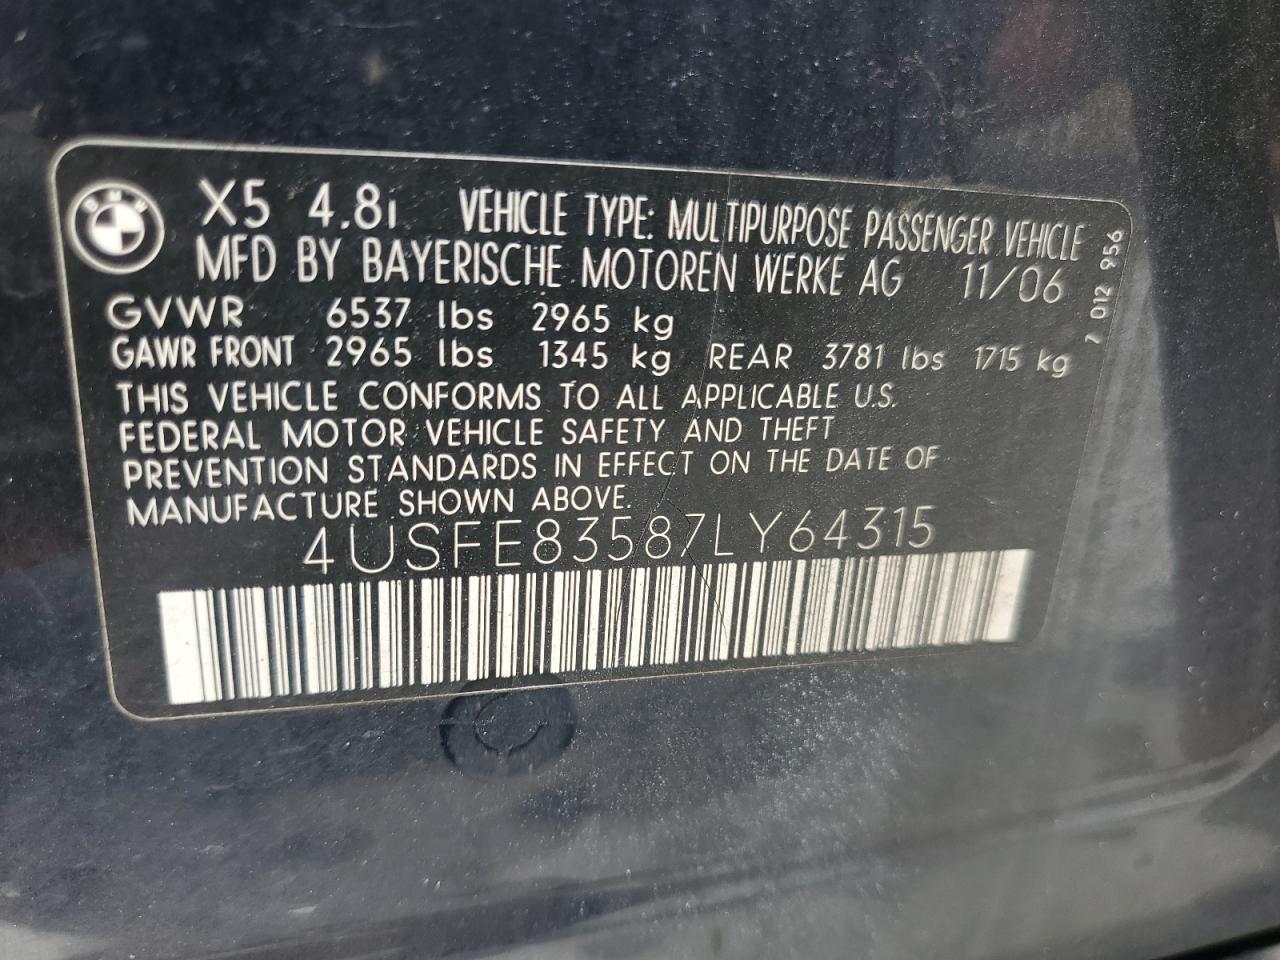 BMW
X5 4.8i VEHICLE TYPE: MULTIPURPOSE PASSENGER VEHICLE
MFD BY BAYERISCHE MOTOREN WERKE AG 11/06
GVWR 6537 lbs 2965 kg
GAWR FRONT 2965 lbs 1345 kg REAR 3781 lbs 1715 kg
THIS VEHICLE CONFORMS TO ALL APPLICABLE U.S.
FEDERAL MOTOR VEHICLE SAFETY AND THEFT
PREVENTION STANDARDS IN EFFECT ON THE DATE OF
MANUFACTURE SHOWN ABOVE.
4USFE83587LY64315
7 012 956